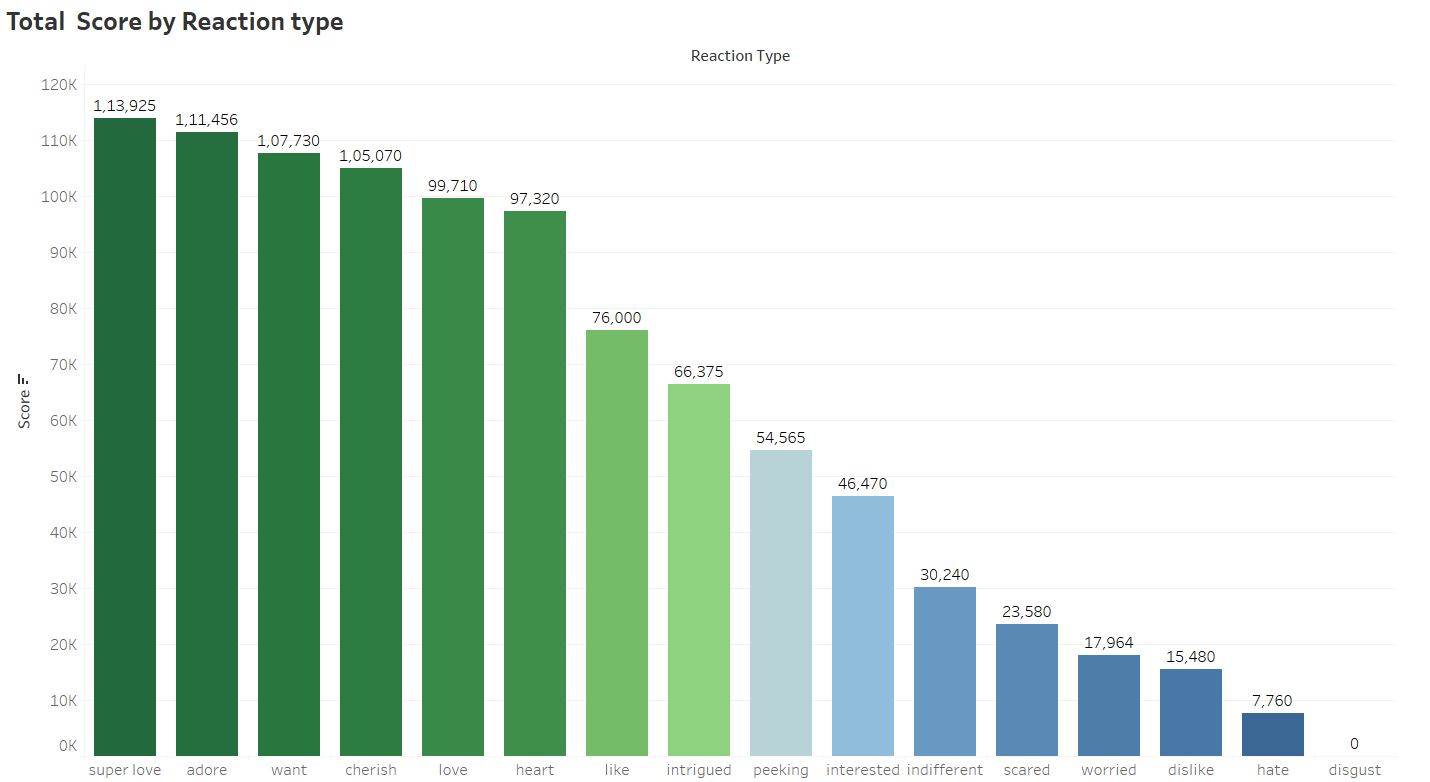 Total  Score by Reaction type
Reaction Type
120K
110K
100K
90K
80K
70K
60K
50K
40K
30K
20K
10K
0K
Score
1,13,925
1,11,456
1,07,730
1,05,070
99,710
97,320
76,000
66,375
54,565
46,470
30,240
23,580
17,964
15,480
7,760
0
super love adore want cherish love heart like intrigued peeking interested indifferent scared worried dislike hate disgust